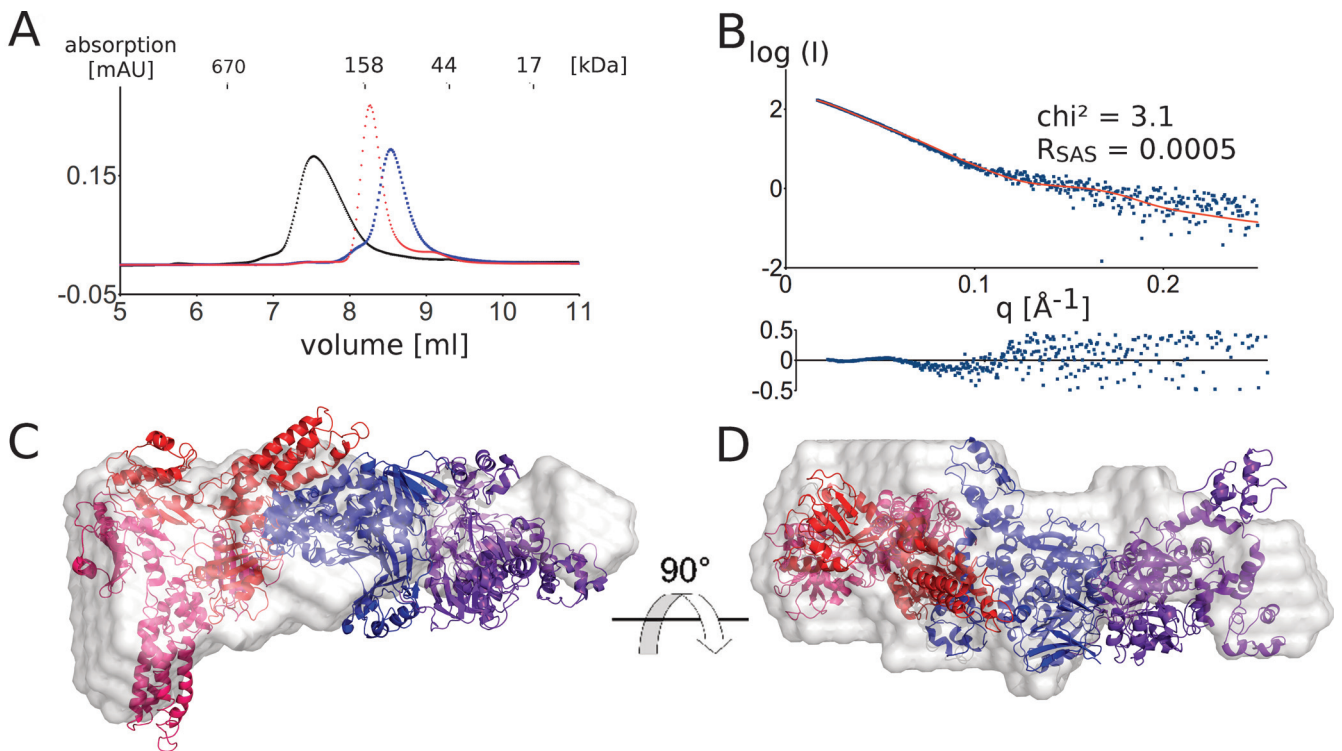 A
absorption
[mAU]
670
158
44
17
[kDa]
0.15
-0.05
5
6
7
8
9
10
11
volume [ml]
B
log (I)
2
0
-2
chi² = 3.1
RSAS = 0.0005
0
0.1
0.2
q [Å-1]
0.5
0
-0.5
C
90°
D